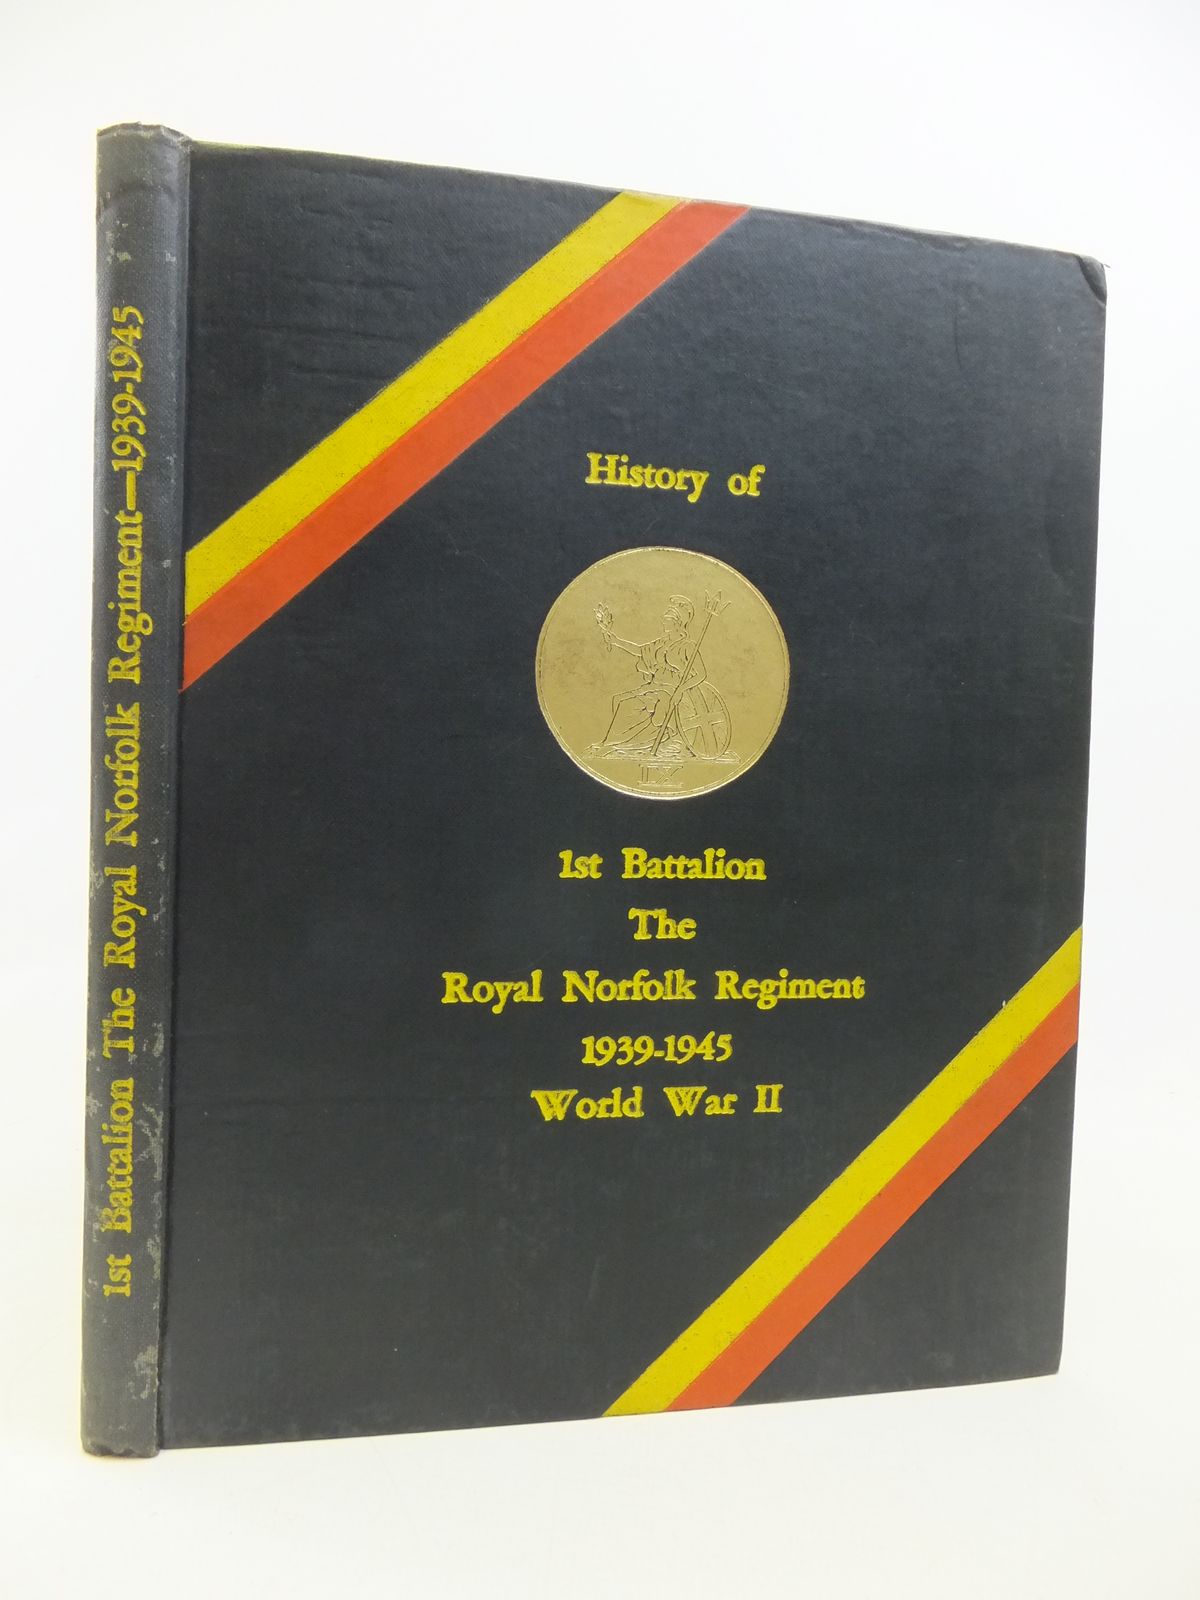 1st Battalion The Royal Norfolk Regiment—1939-1945
History of
IX
1st Battalion
The
Royal Norfolk Regiment
1939-1945
World War II